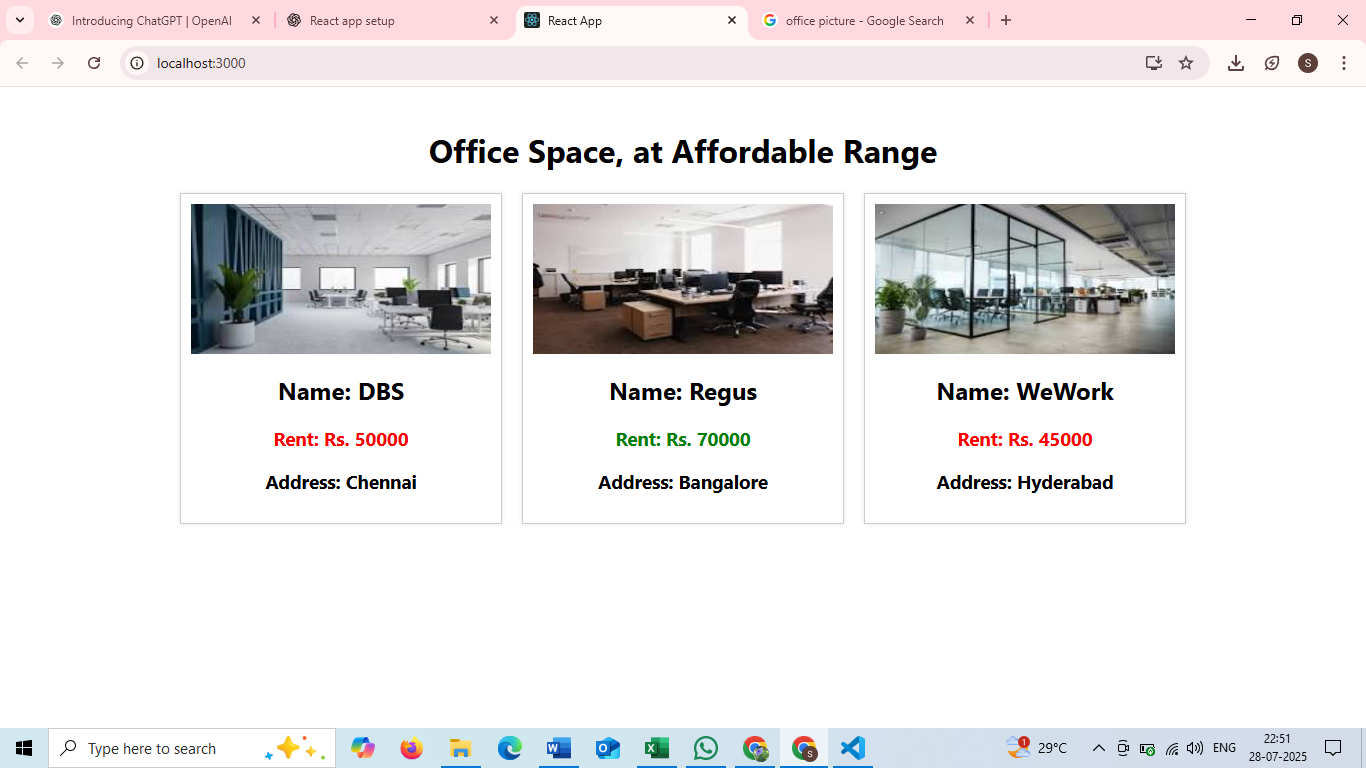 Introducing ChatGPT | OpenAI
React app setup
React App
office picture - Google Search
localhost:3000
S
Office Space, at Affordable Range
Name: DBS
Rent: Rs. 50000
Address: Chennai
Name: Regus
Rent: Rs. 70000
Address: Bangalore
Name: WeWork
Rent: Rs. 45000
Address: Hyderabad
Type here to search
1
29°C
ENG
22:51
28-07-2025